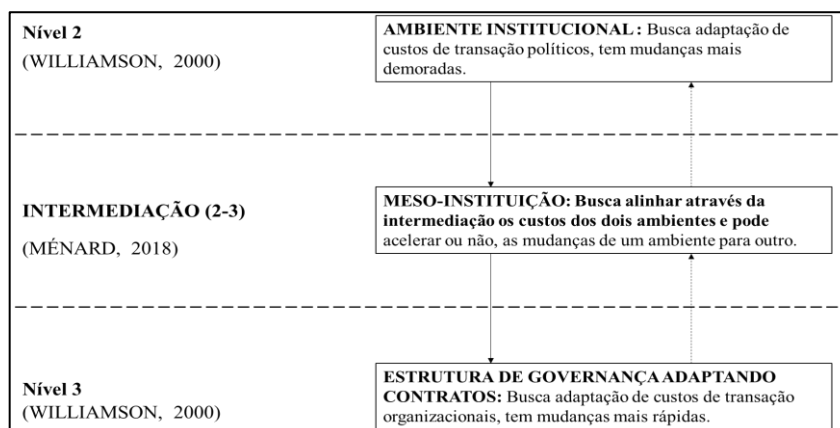 Nível 2
(WILLIAMSON, 2000)
AMBIENTE INSTITUCIONAL : Busca adaptação de
custos de transação políticos, tem mudanças mais
demoradas.
INTERMEDIAÇÃO (2-3)
(MÉNARD, 2018)
MESO-INSTITUIÇÃO: Busca alinhar através da
intermediação os custos dos dois ambientes e pode
acelerar ou não, as mudanças de um ambiente para outro.
Nível 3
(WILLIAMSON, 2000)
ESTRUTURA DE GOVERNANÇA ADAPTANDO
CONTRATOS: Busca adaptação de custos de transação
organizacionais, tem mudanças mais rápidas.